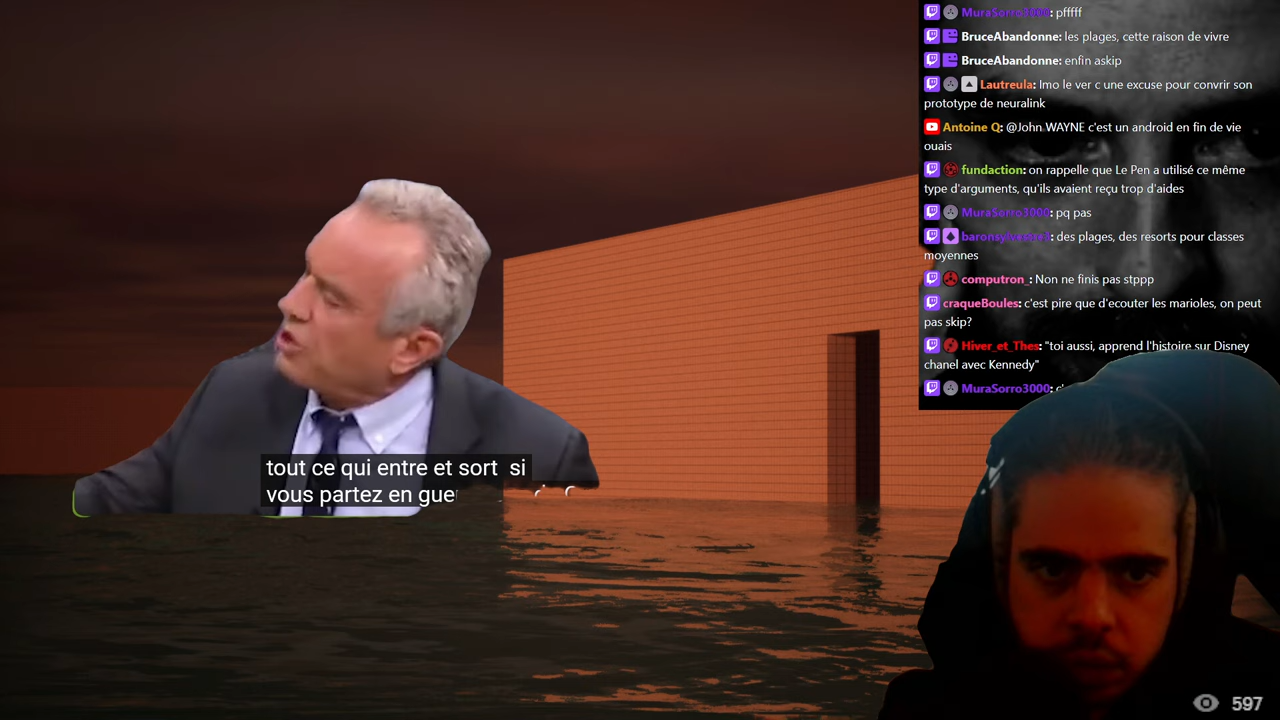 MuraSorro3000: pfffff
BruceAbandonne: les plages, cette raison de vivre
BruceAbandonne: enfin askip
Lautreula: Imo le ver c une excuse pour convrir son
prototype de neuralink
Antoine Q: @John WAYNE c'est un android en fin de vie
ouais
fundaction: on rappelle que Le Pen a utilisé ce même
type d'arguments, qu'ils avaient reçu trop d'aides
MuraSorro3000: pq pas
des plages, des resorts pour classes
moyennes
computron_: Non ne finis pas stppp
craqueBoules: c'est pire que d'ecouter les marioles, on peut
pas skip?
Hiver_et_Thes: "toi aussi, apprend l'histoire sur Disney
chanel avec Kennedy"
MuraSorro3000:
tout ce qui entre et sort si
vous partez en gue
597